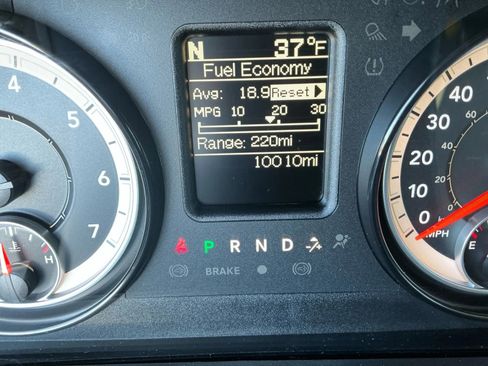 N 37°F
Fuel Economy
Avg: 18.9 Reset
MPG 10 20 30
Range: 220mi
10010mi
P R N D
BRAKE
4
5
6
7
H
40
30
20
10
0
MPH
60
E